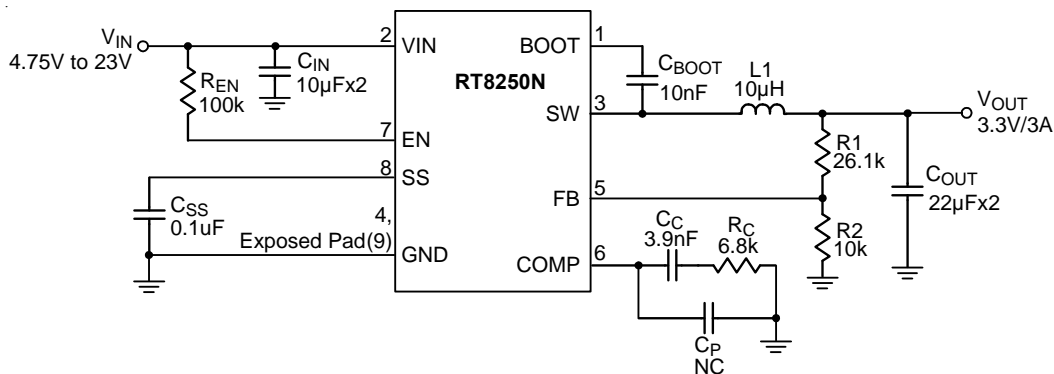 VIN
4.75V to 23V
REN
100k
CIN
10µFx2
2
VIN
7
EN
8
SS
CSS
0.1uF
4,
Exposed Pad(9)
GND
RT8250N
BOOT
1
CBOOT
10nF
SW
3
L1
10µH
VOUT
3.3V/3A
R1
26.1k
COUT
22µFx2
FB
5
R2
10k
COMP
6
CC
3.9nF
RC
6.8k
CP
NC